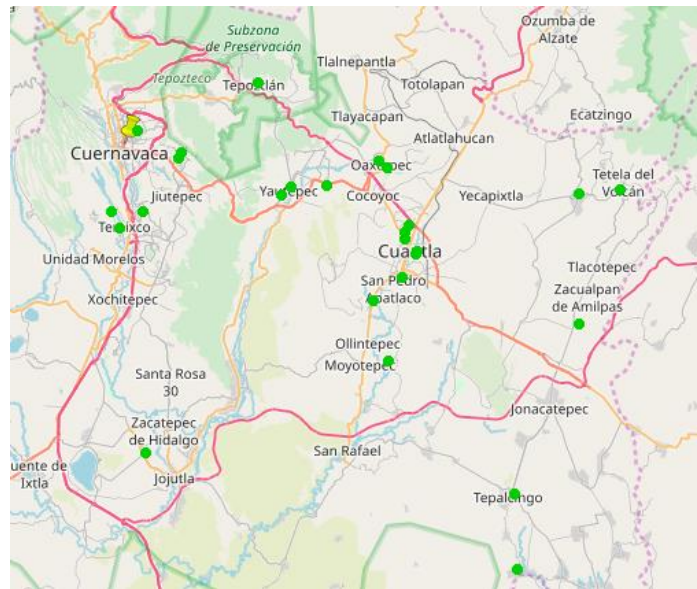 Ozumba de
Alzate
Subzona
de Preservación
Tlalnepantla
Tepozteco
Tepoztlán
Totolapan
Ecatzingo
Tlayacapan
Atlatlahucan
Cuernavaca
Oaxtepec
Tetela del
Volcán
Jiutepec
Yautepec
Cocoyoc
Yecapixtla
Temixco
Cuautla
Unidad Morelos
Tlacotepec
San Pedro
Apatlaco
Xochitepec
Zacualpan
de Amilpas
Ollintepec
Moyotepec
Santa Rosa
30
Jonacatepec
Zacatepec
de Hidalgo
San Rafael
uente de
Ixtla
Jojutla
Tepalcingo